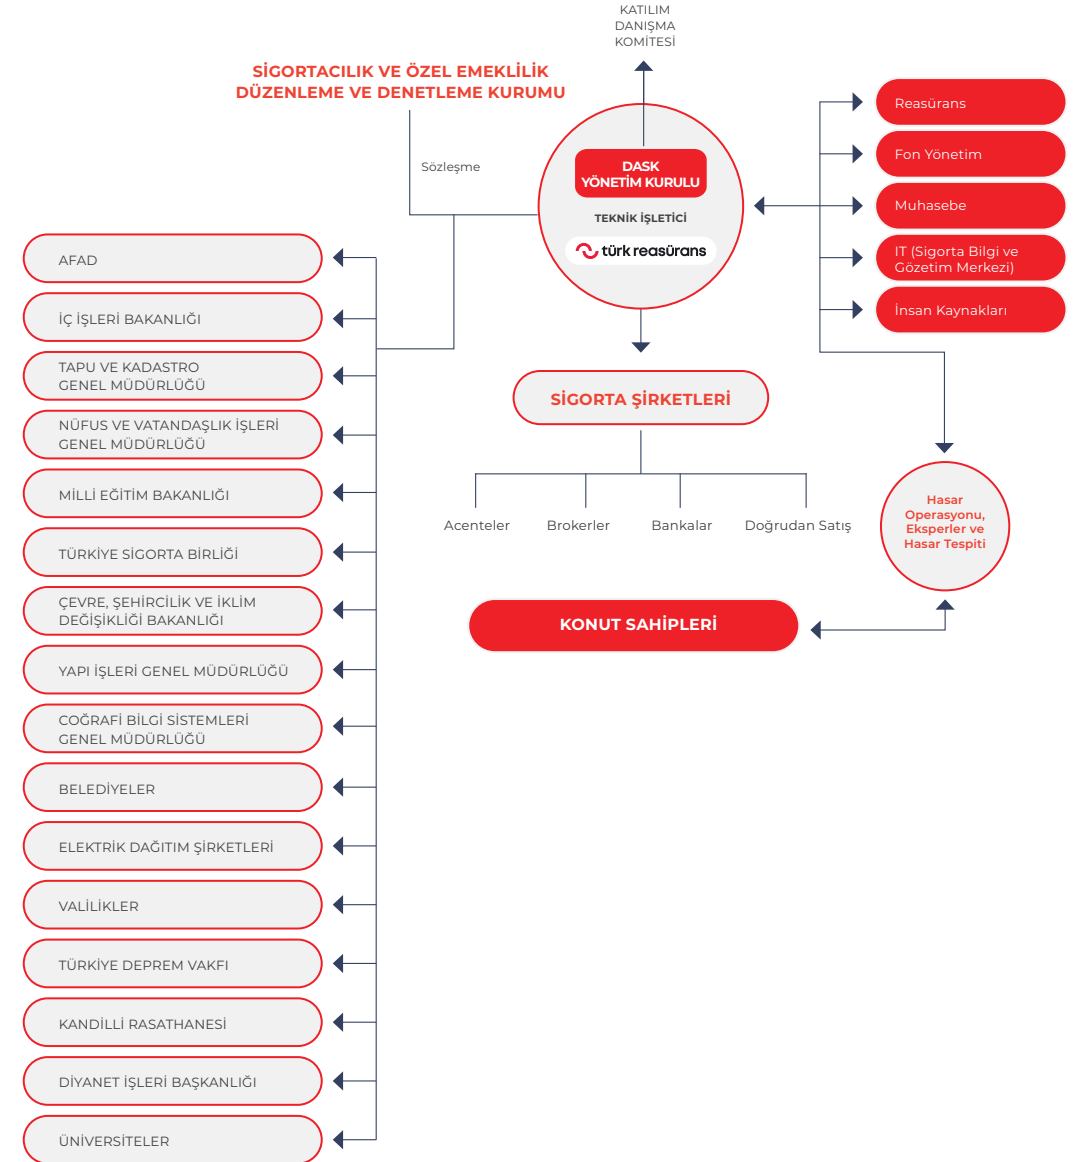 KATILIM
DANIŞMA
KOMİTESİ
SİGORTACILIK VE ÖZEL EMEKLİLİK
DÜZENLEME VE DENETLEME KURUMU
Sözleşme
DASK
YÖNETİM KURULU
TEKNİK İŞLETİCİ
türk reasürans
Reasürans
Fon Yönetim
Muhasebe
IT (Sigorta Bilgi ve
Gözetim Merkezi)
İnsan Kaynakları
AFAD
İÇ İŞLERİ BAKANLIĞI
TAPU VE KADASTRO
GENEL MÜDÜRLÜĞÜ
NÜFUS VE VATANDAŞLIK İŞLERİ
GENEL MÜDÜRLÜĞÜ
MİLLİ EĞİTİM BAKANLIĞI
TÜRKİYE SİGORTA BİRLİĞİ
ÇEVRE, ŞEHİRCİLİK VE İKLİM
DEĞİŞİKLİĞİ BAKANLIĞI
YAPI İŞLERİ GENEL MÜDÜRLÜĞÜ
COĞRAFİ BİLGİ SİSTEMLERİ
GENEL MÜDÜRLÜĞÜ
BELEDİYELER
ELEKTRİK DAĞITIM ŞİRKETLERİ
VALİLİKLER
TÜRKİYE DEPREM VAKFI
KANDİLLİ RASATHANESİ
DİYANET İŞLERİ BAŞKANLIĞI
ÜNİVERSİTELER
SİGORTA ŞİRKETLERİ
Acenteler
Brokerler
Bankalar
Doğrudan Satış
Hasar
Operasyonu,
Eksperler ve
Hasar Tespiti
KONUT SAHİPLERİ